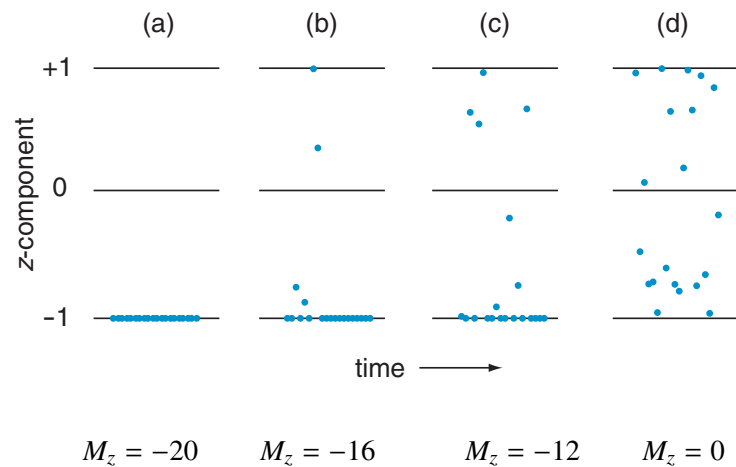 (a) (b) (c) (d)
+1
0
-1
z-component
time
M_z = −20 M_z = −16 M_z = −12 M_z = 0